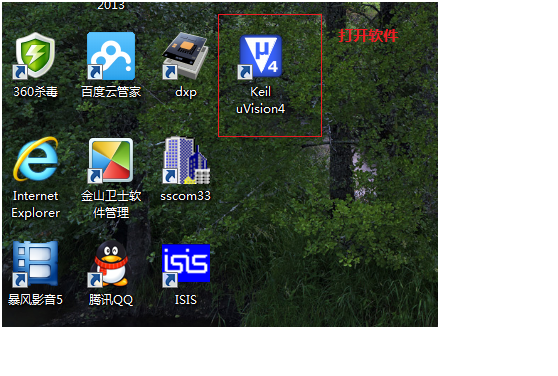 2013
打开软件
μ
4
360杀毒
百度云管家
dxp
Keil
uVision4
Internet
Explorer
金山卫士软
件管理
sscom33
isis
暴风影音5
腾讯QQ
ISIS